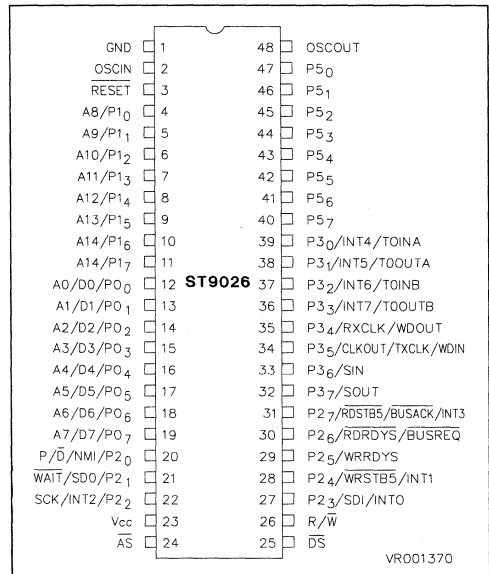 GND 1 48 OSCOUT
OSCIN 2 47 P5₀
RESET 3 46 P5₁
A8/P1₀ 4 45 P5₂
A9/P1₁ 5 44 P5₃
A10/P1₂ 6 43 P5₄
A11/P1₃ 7 42 P5₅
A12/P1₄ 8 41 P5₆
A13/P1₅ 9 40 P5₇
A14/P1₆ 10 39 P3₀/INT4/T0INA
A14/P1₇ 11 38 P3₁/INT5/T0OUTA
A0/D0/P0₀ 12 ST9026 37 P3₂/INT6/T0INB
A1/D1/P0₁ 13 36 P3₃/INT7/T0OUTB
A2/D2/P0₂ 14 35 P3₄/RXCLK/WDOUT
A3/D3/P0₃ 15 34 P3₅/CLKOUT/TXCLK/WDIN
A4/D4/P0₄ 16 33 P3₆/SIN
A5/D5/P0₅ 17 32 P3₇/SOUT
A6/D6/P0₆ 18 31 P2₇/RDSTB5/BUSACK/INT3
A7/D7/P0₇ 19 30 P2₆/RDRDY5/BUSREQ
P/D/NMI/P2₀ 20 29 P2₅/WRRDY5
WAIT/SDO/P2₁ 21 28 P2₄/WRSTB5/INT1
SCK/INT2/P2₂ 22 27 P2₃/SDI/INT0
Vcc 23 26 R/W
AS 24 25 DS
VR001370